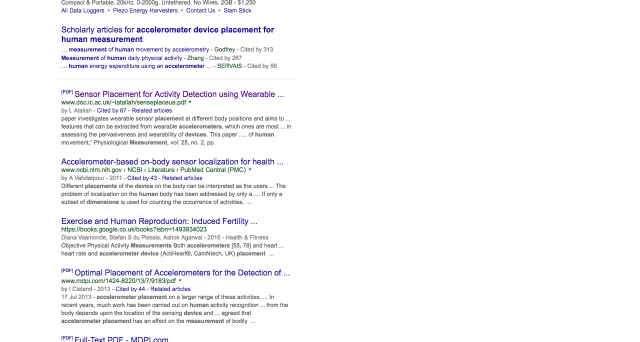 Compact & Portable. 20kHz. 0-2000g. Untethered. No Wires. 2GB - $1,250
All Data Loggers • Piezo Energy Harvesters • Contact Us • Slam Stick
Scholarly articles for accelerometer device placement for
human measurement
... measurement of human movement by accelerometry - Godfrey - Cited by 313
Measurement of human daily physical activity - Zhang - Cited by 267
... human energy expenditure using an accelerometer ... - SERVAIS - Cited by 56
[PDF] Sensor Placement for Activity Detection using Wearable ...
www.doc.ic.ac.uk/~latallah/senseplaceua.pdf ▾
by L Atallah - Cited by 67 - Related articles
paper investigates wearable sensor placement at different body positions and aims to ...
features that can be extracted from wearable accelerometers, which ones are most ... in
assessing the pervasiveness and wearability of devices. This paper ..... of human
movement," Physiological Measurement, vol. 25, no. 2, pp.
Accelerometer-based on-body sensor localization for health ...
www.ncbi.nlm.nih.gov › NCBI › Literature › PubMed Central (PMC) ▾
by A Vahdatpour - 2011 - Cited by 43 - Related articles
Different placements of the device on the body can be interpreted as the users ... The
problem of localization on the human body has been addressed by only a .... if only a
subset of dimensions is used for counting the occurrence of activities, ...
Exercise and Human Reproduction: Induced Fertility ...
https://books.google.co.uk/books?isbn=1493934023
Diana Vaamonde, Stefan S du Plessis, Ashok Agarwal - 2016 - Health & Fitness
Objective Physical Activity Measurements Both accelerometers [55, 78] and heart ...
heart rate and accelerometer device (ActiHeart®, CamNtech, UK) placement ...
[PDF] Optimal Placement of Accelerometers for the Detection of ...
www.mdpi.com/1424-8220/13/7/9183/pdf ▾
by I Cleland - 2013 - Cited by 44 - Related articles
17 Jul 2013 - accelerometer placement on a larger range of these activities. ... In
recent years, much work has been carried out on human activity recognition ... from the
body depends upon the location of the sensing device and ... agreed that
accelerometer placement has an effect on the measurement of bodily ...
[PDF] Full-Text PDF - MDPI.com